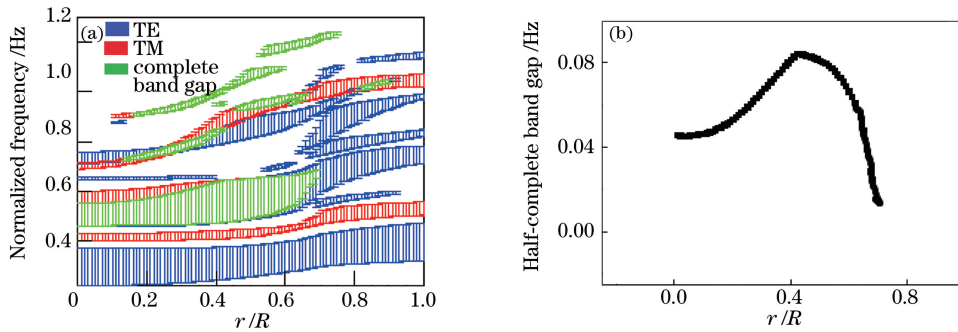 (a)
TE
TM
complete
band gap
Normalized frequency /Hz
1.2
1.0
0.8
0.6
0.4
0
0.2
0.4
0.6
0.8
1.0
r/R
(b)
Half-complete band gap /Hz
0.08
0.04
0.00
0.0
0.4
0.8
r/R